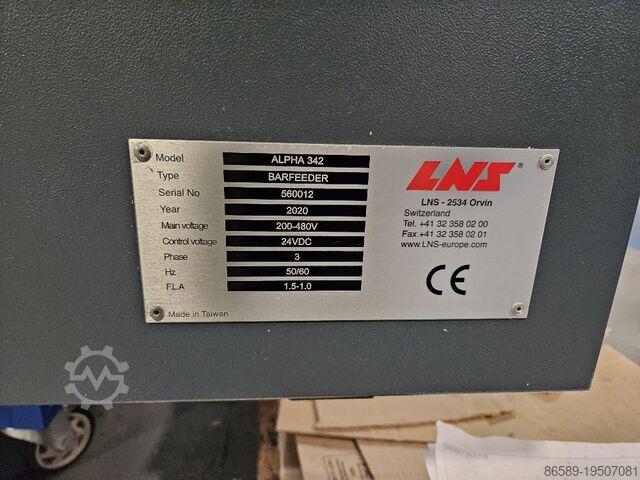 Model ALPHA 342
Type BARFEEDER
Serial No 560012
Year 2020
Main voltage 200-480V
Control voltage 24VDC
Phase 3
Hz 50/60
F.L.A 1.5-1.0
Made in Taiwan
LNS®
LNS - 2534 Orvin
Switzerland
Tel. +41 32 358 02 00
Fax.+41 32 358 02 01
www.LNS-europe.com
CE
86589-19507081